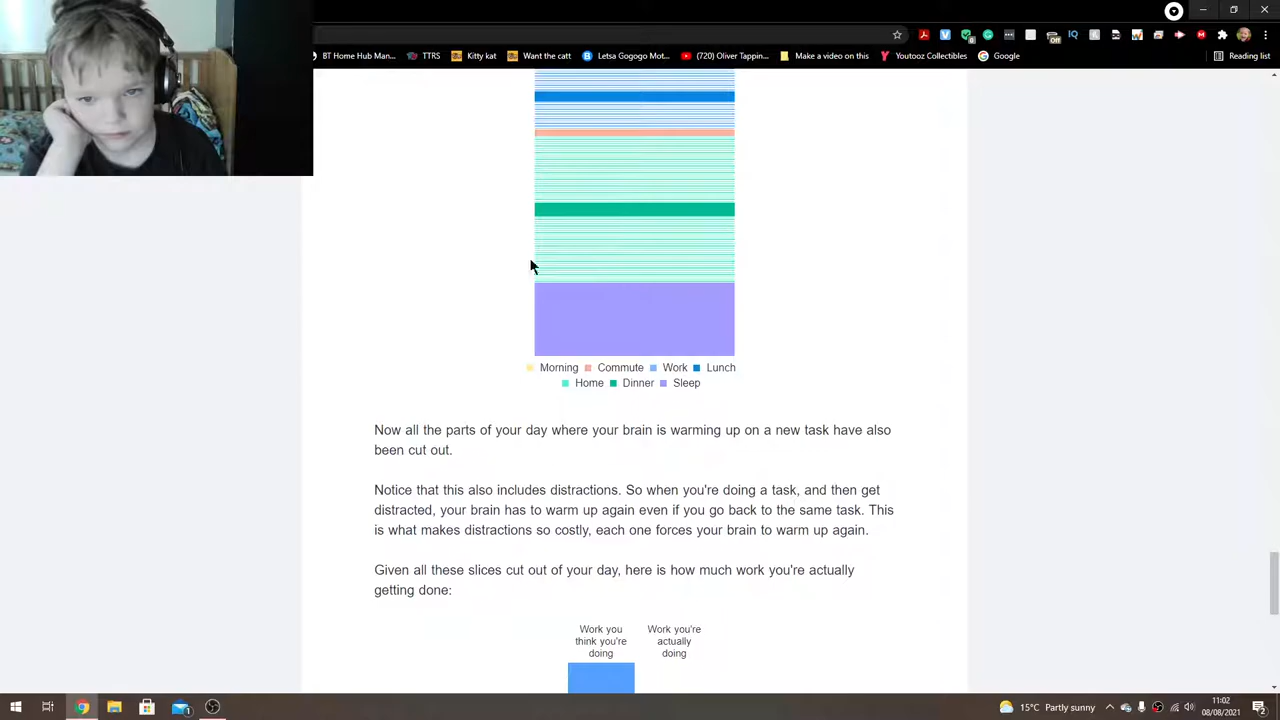 BT Home Hub Man... TTRS Kitty kat Want the catt Letsa Gogogo Mot... (720) Oliver Tappin... Make a video on this Youtooz Collectibles Google Reading list
Off
Morning Commute Work Lunch
Home Dinner Sleep
Now all the parts of your day where your brain is warming up on a new task have also
been cut out.
Notice that this also includes distractions. So when you're doing a task, and then get
distracted, your brain has to warm up again even if you go back to the same task. This
is what makes distractions so costly, each one forces your brain to warm up again.
Given all these slices cut out of your day, here is how much work you're actually
getting done:
Work you
think you're
doing
Work you're
actually
doing
15°C Partly sunny
11:02
08/08/2021